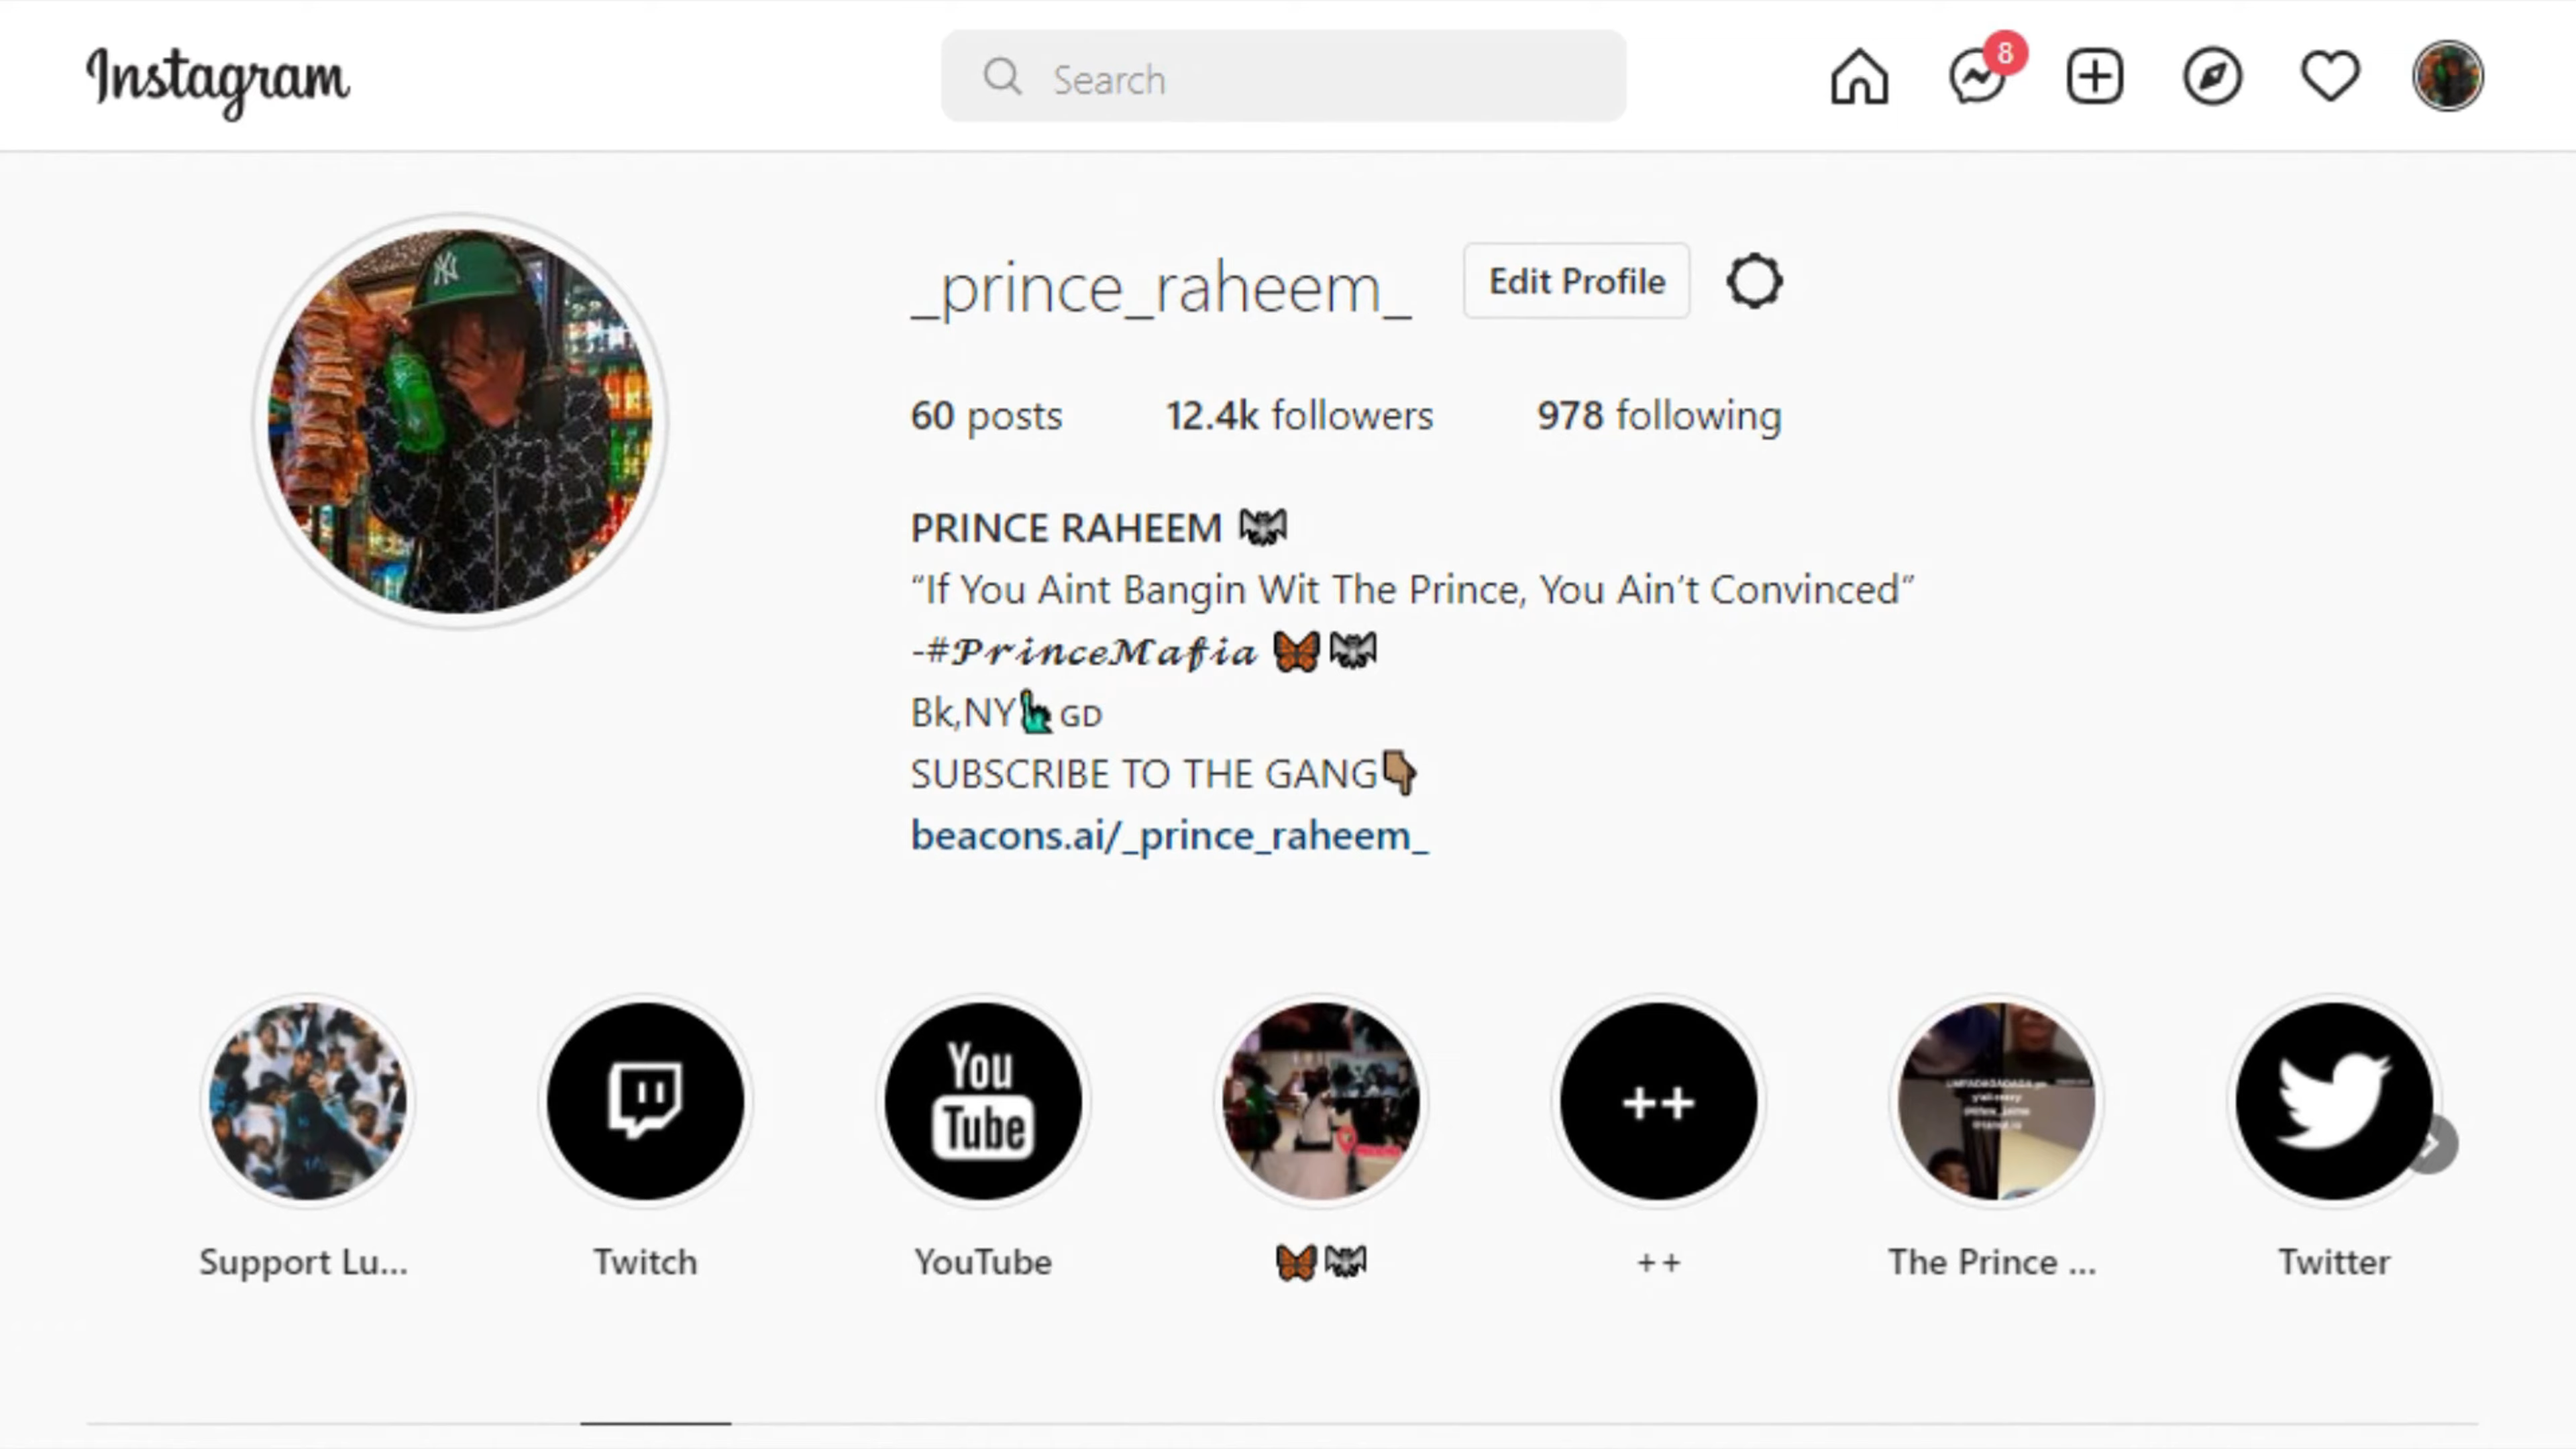 Instagram
Search
8
_prince_raheem_
Edit Profile
60 posts
12.4k followers
978 following
PRINCE RAHEEM 🦇
“If You Aint Bangin Wit The Prince, You Ain’t Convinced”
-#𝓟𝓻𝓲𝓷𝓬𝓮𝓜𝓪𝓯𝓲𝓪 🦋🦇
Bk,NY GD
SUBSCRIBE TO THE GANG👇🏽
beacons.ai/_prince_raheem_
You
Tube
++
Support Lu...
Twitch
YouTube
🦋🦇
++
The Prince ...
Twitter